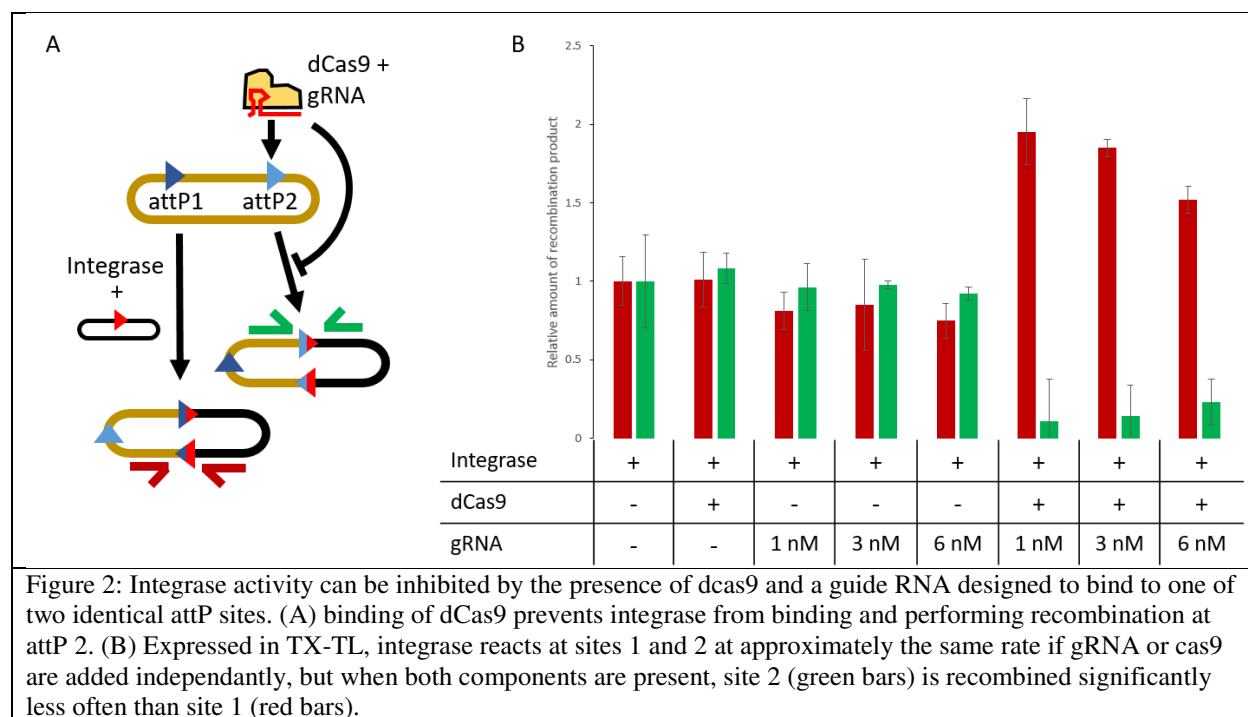 A
dCas9 +
gRNA
attP1
attP2
Integrase
+
B
Relative amount of recombination product
2.5
2
1.5
1
0.5
0
Integrase + + + + + + + +
dCas9 - + - - - + + +
gRNA - - 1 nM 3 nM 6 nM 1 nM 3 nM 6 nM
Figure 2: Integrase activity can be inhibited by the presence of dcas9 and a guide RNA designed to bind to one of
two identical attP sites. (A) binding of dCas9 prevents integrase from binding and performing recombination at
attP 2. (B) Expressed in TX-TL, integrase reacts at sites 1 and 2 at approximately the same rate if gRNA or cas9
are added independantly, but when both components are present, site 2 (green bars) is recombined significantly
less often than site 1 (red bars).